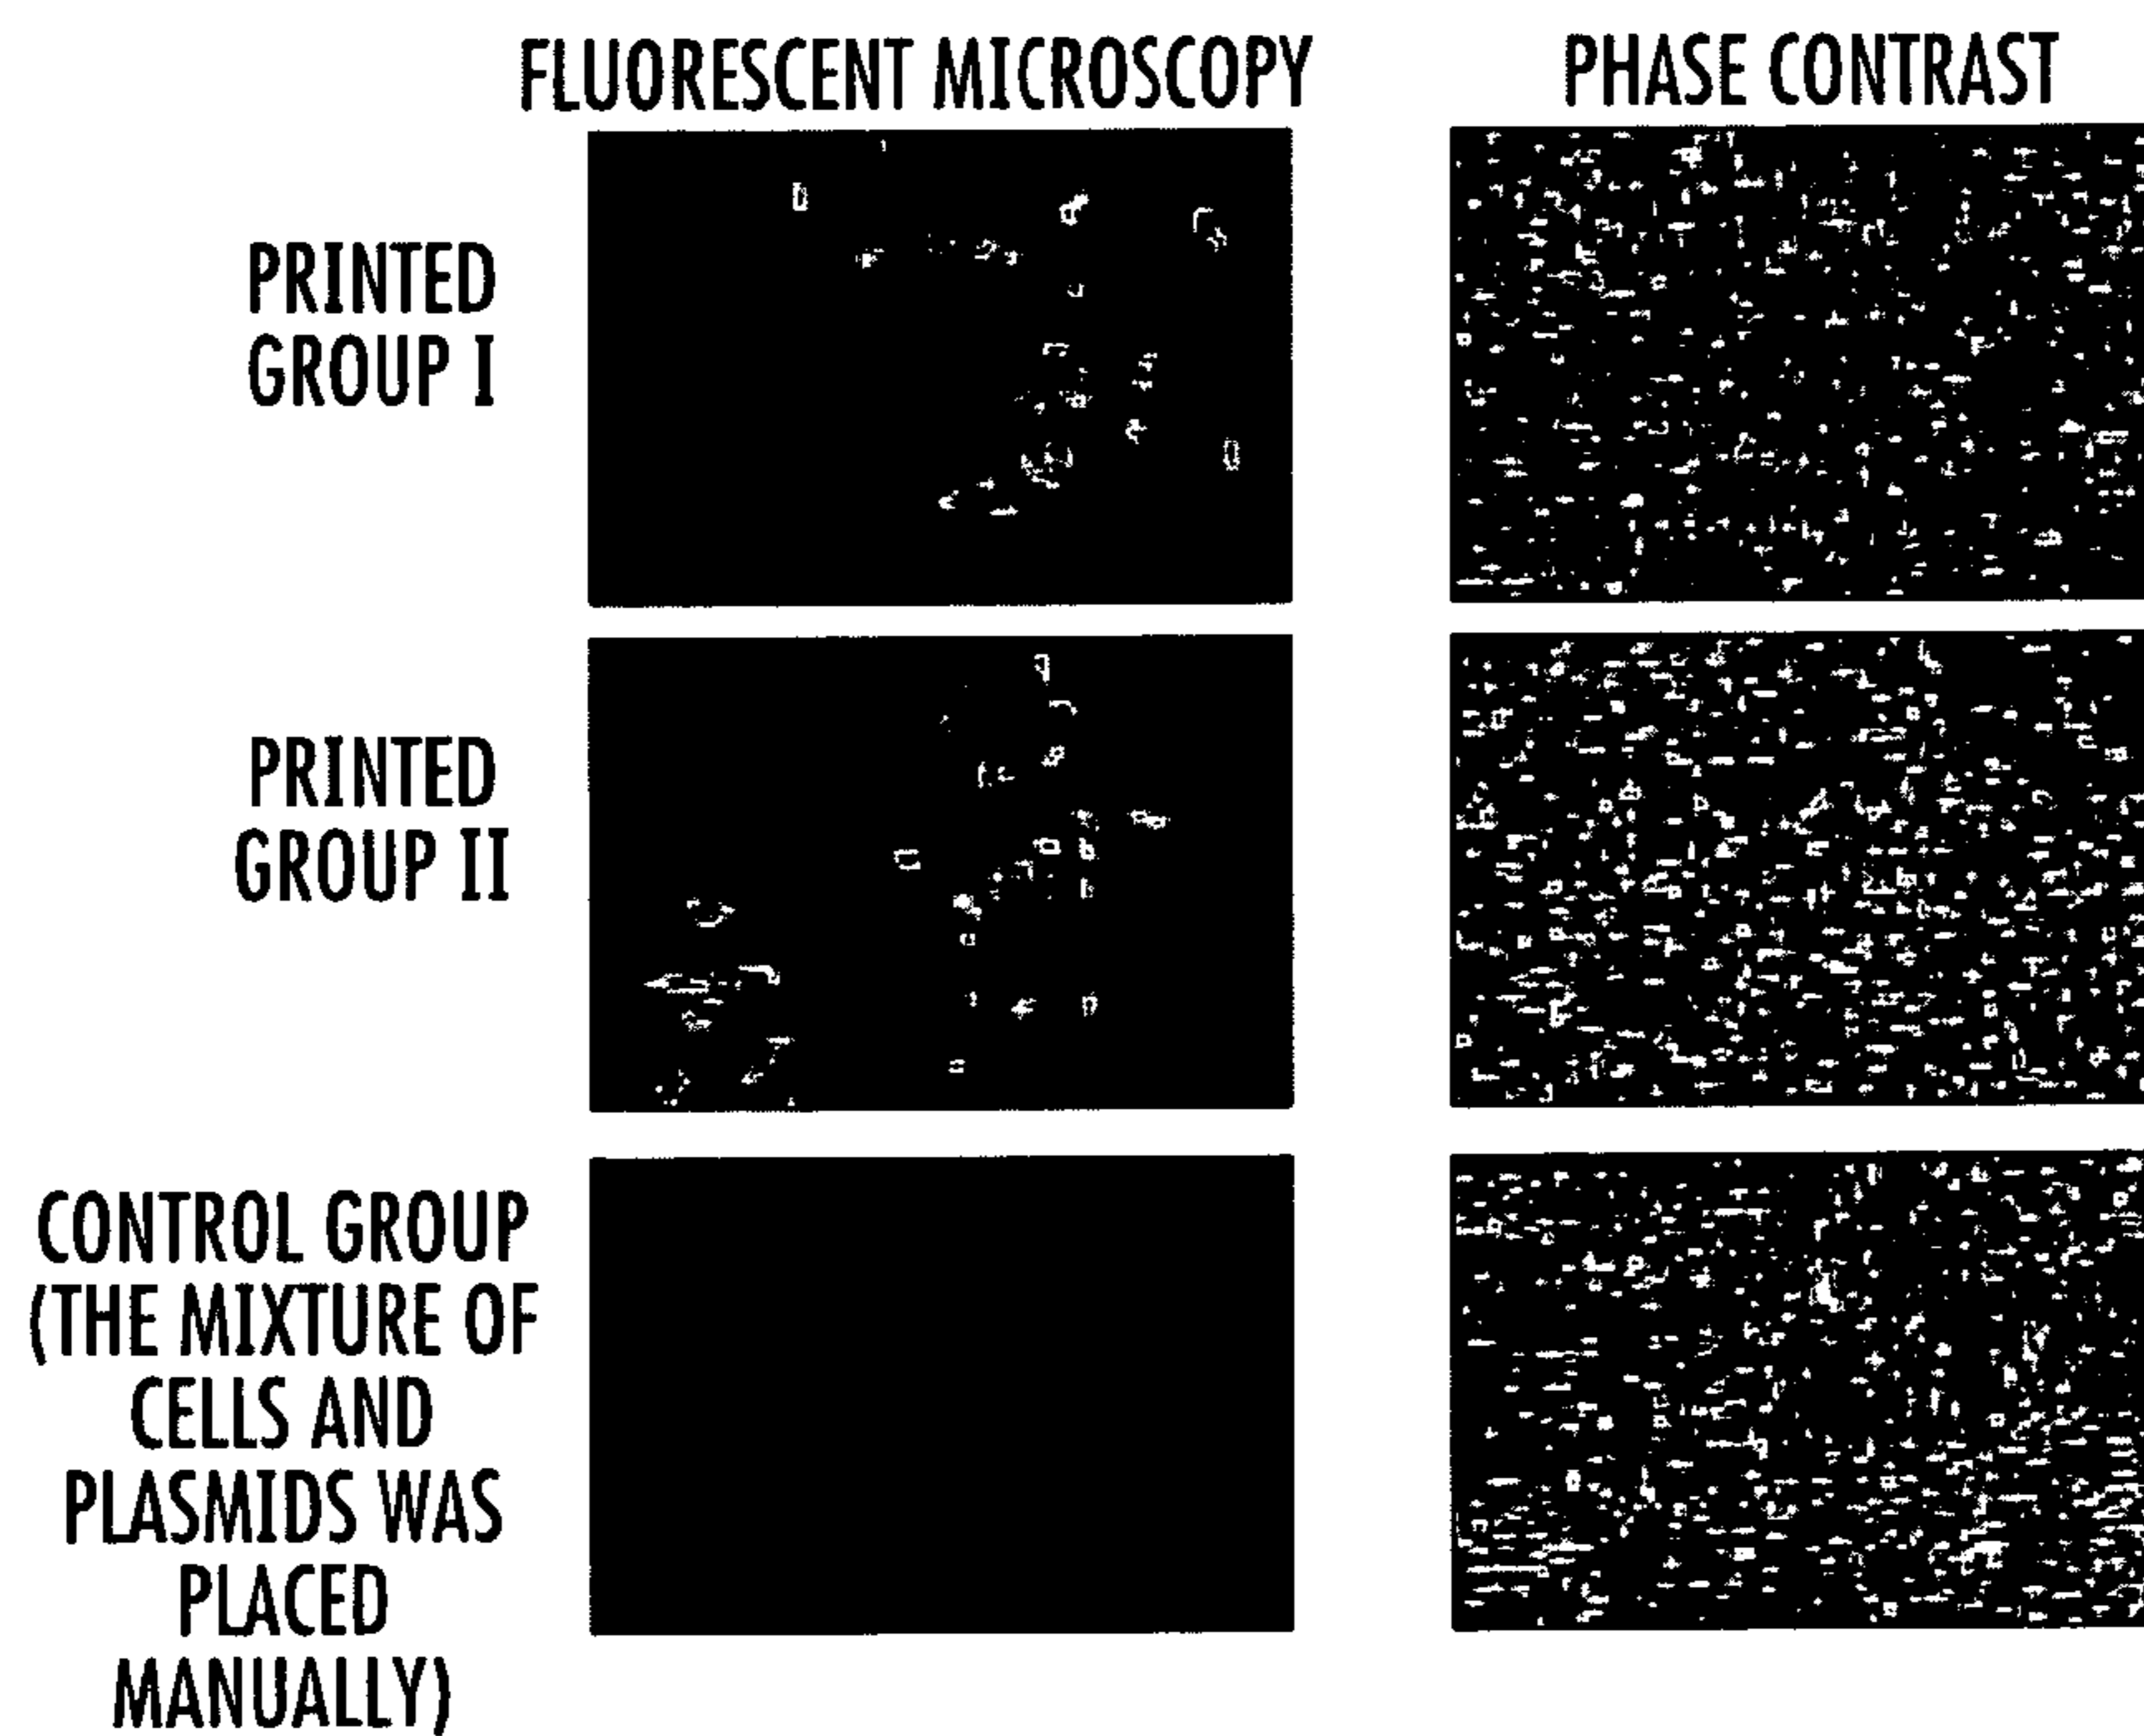 FLUORESCENT MICROSCOPY
PHASE CONTRAST
PRINTED
GROUP I
PRINTED
GROUP II
CONTROL GROUP
(THE MIXTURE OF
CELLS AND
PLASMIDS WAS
PLACED
MANUALLY)